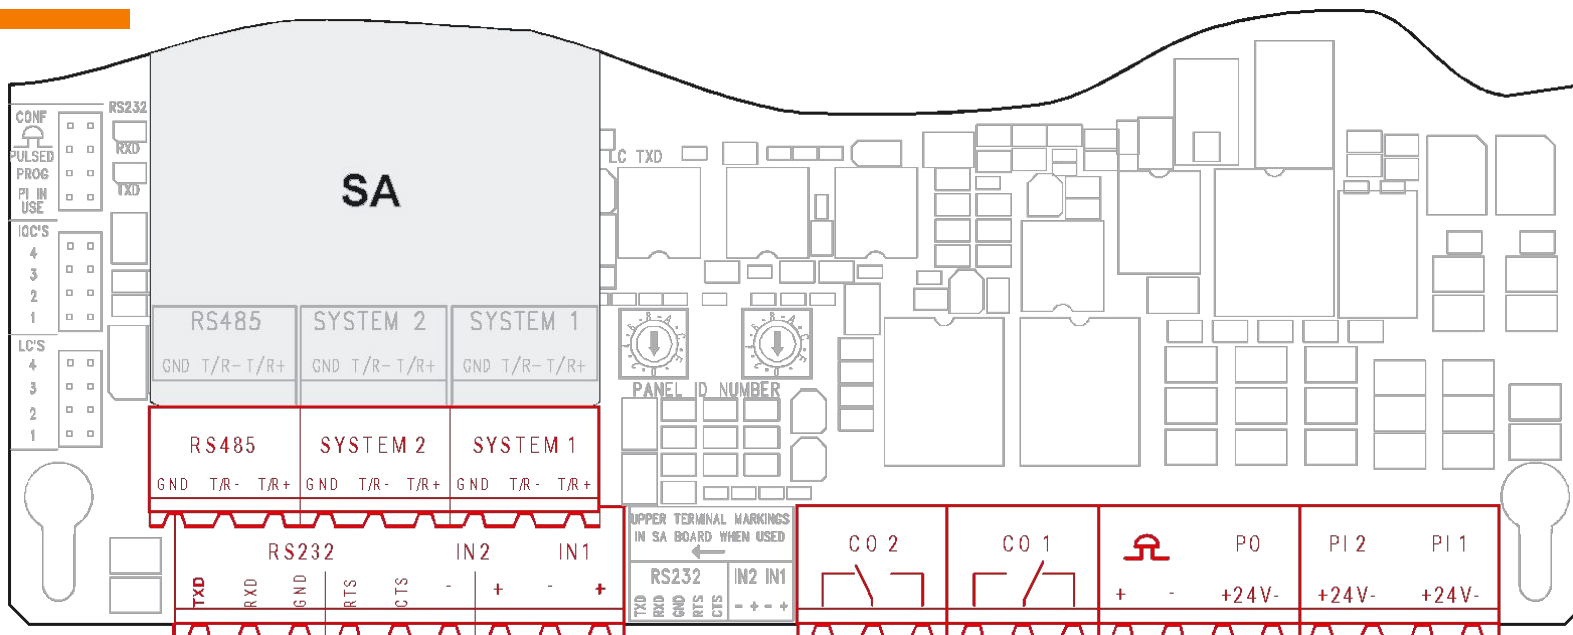 CONF
PULSED
PROG
PI IN
USE
RS232
RXD
TXD
IOC'S
4
3
2
1
LC'S
4
3
2
1
SA
LC TXD
RS485 SYSTEM 2 SYSTEM 1
GND T/R- T/R+ GND T/R- T/R+ GND T/R- T/R+
PANEL ID NUMBER
RS485 SYSTEM 2 SYSTEM 1
GND T/R- T/R+ GND T/R- T/R+ GND T/R- T/R+
RS232 IN2 IN1
TXD RXD GND RTS CTS - + - +
UPPER TERMINAL MARKINGS
IN SA BOARD WHEN USED
RS232 IN2 IN1
TXD RXD GND RTS CTS - + - +
CO 2 CO 1 PO PI 2 PI 1
+ - +24V- +24V- +24V-